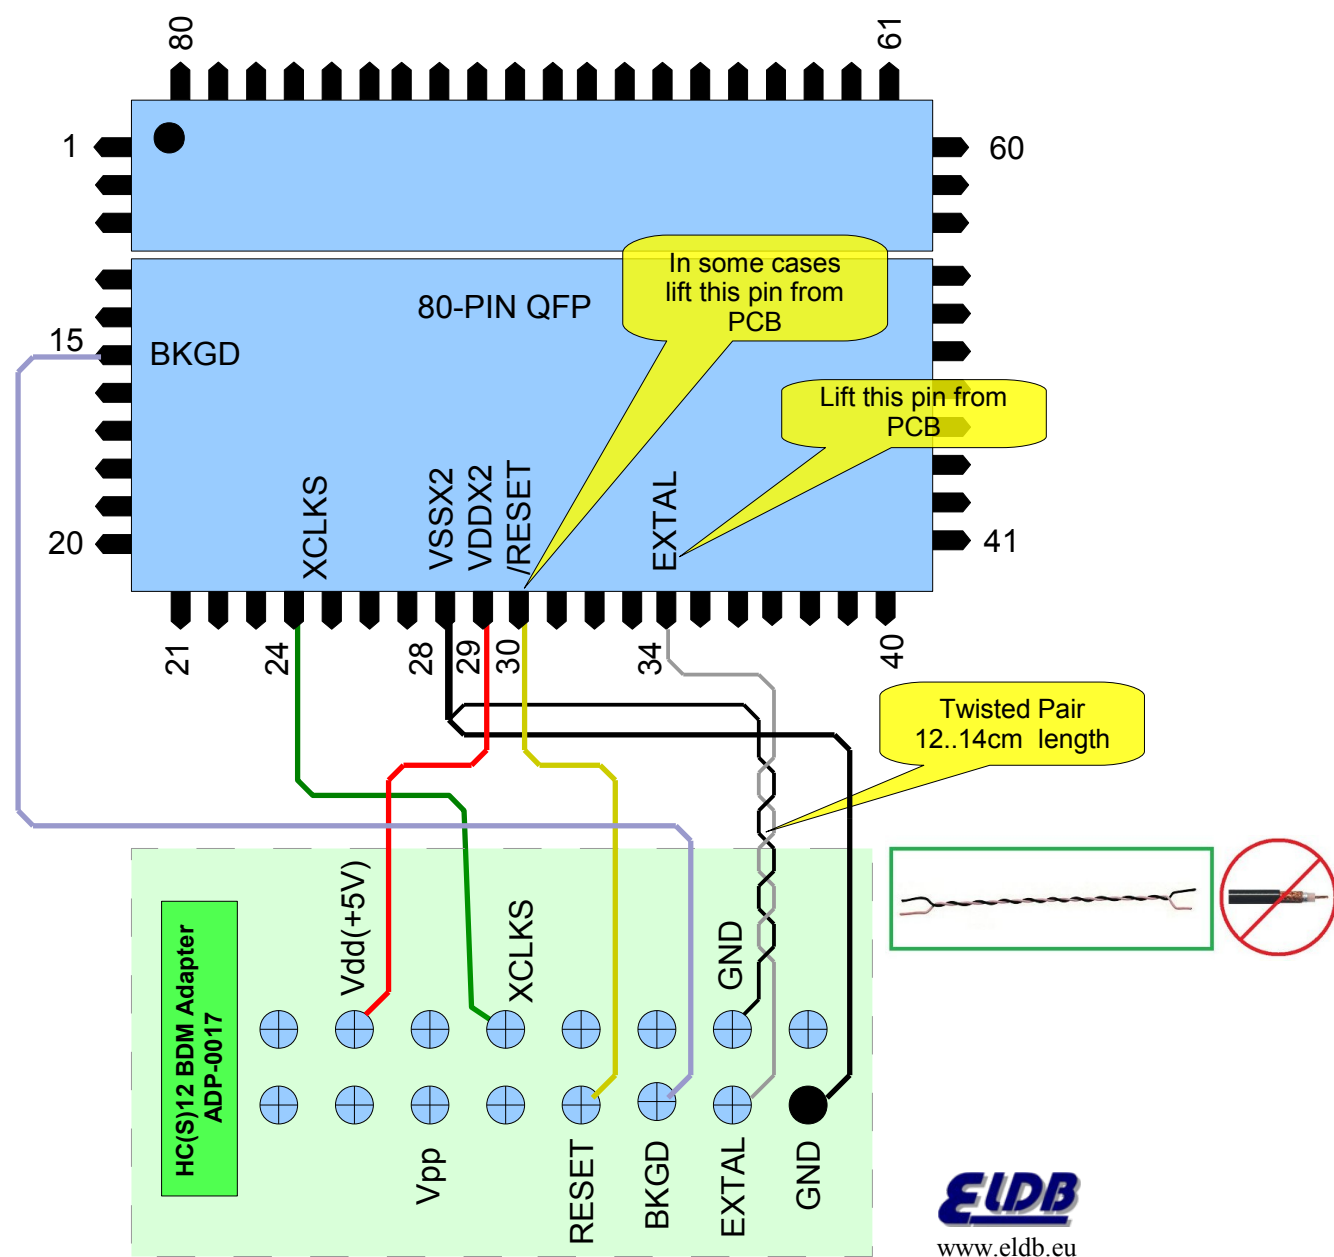 80
61
1
60
In some cases
lift this pin from
PCB
80-PIN QFP
15
BKGD
Lift this pin from
PCB
XCLKS
VSSX2
VDDX2
/RESET
EXTAL
20
41
21
24
28
29
30
34
40
Twisted Pair
12..14cm length
Vdd(+5V)
XCLKS
GND
HC(S)12 BDM Adapter
ADP-0017
Vpp
RESET
BKGD
EXTAL
GND
ELDB
www.eldb.eu